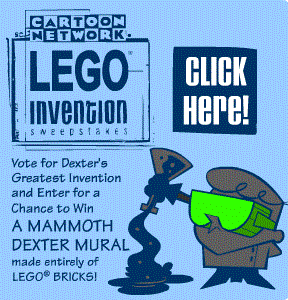 CARTOON
NETWORK
LEGO®
INVENTION
SWEEPSTAKES
CLICK
HERE!
Vote for Dexter's
Greatest Invention
and Enter for a
Chance to Win
A MAMMOTH
DEXTER MURAL
made entirely of
LEGO® BRICKS!